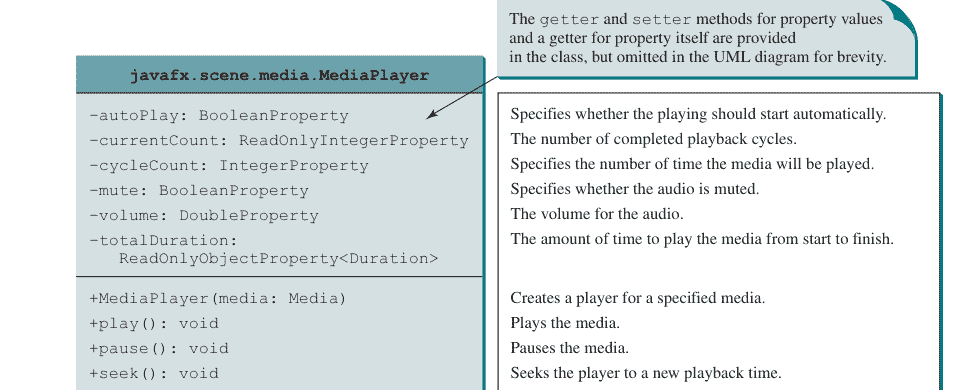 The getter and setter methods for property values
and a getter for property itself are provided
in the class, but omitted in the UML diagram for brevity.
javafx.scene.media.MediaPlayer
-autoPlay: BooleanProperty
Specifies whether the playing should start automatically.
-currentCount: ReadOnlyIntegerProperty
The number of completed playback cycles.
-cycleCount: IntegerProperty
Specifies the number of time the media will be played.
-mute: BooleanProperty
Specifies whether the audio is muted.
-volume: DoubleProperty
The volume for the audio.
-totalDuration:
The amount of time to play the media from start to finish.
ReadOnlyObjectProperty<Duration>
+MediaPlayer(media: Media)
Creates a player for a specified media.
+play(): void
Plays the media.
+pause(): void
Pauses the media.
+seek(): void
Seeks the player to a new playback time.